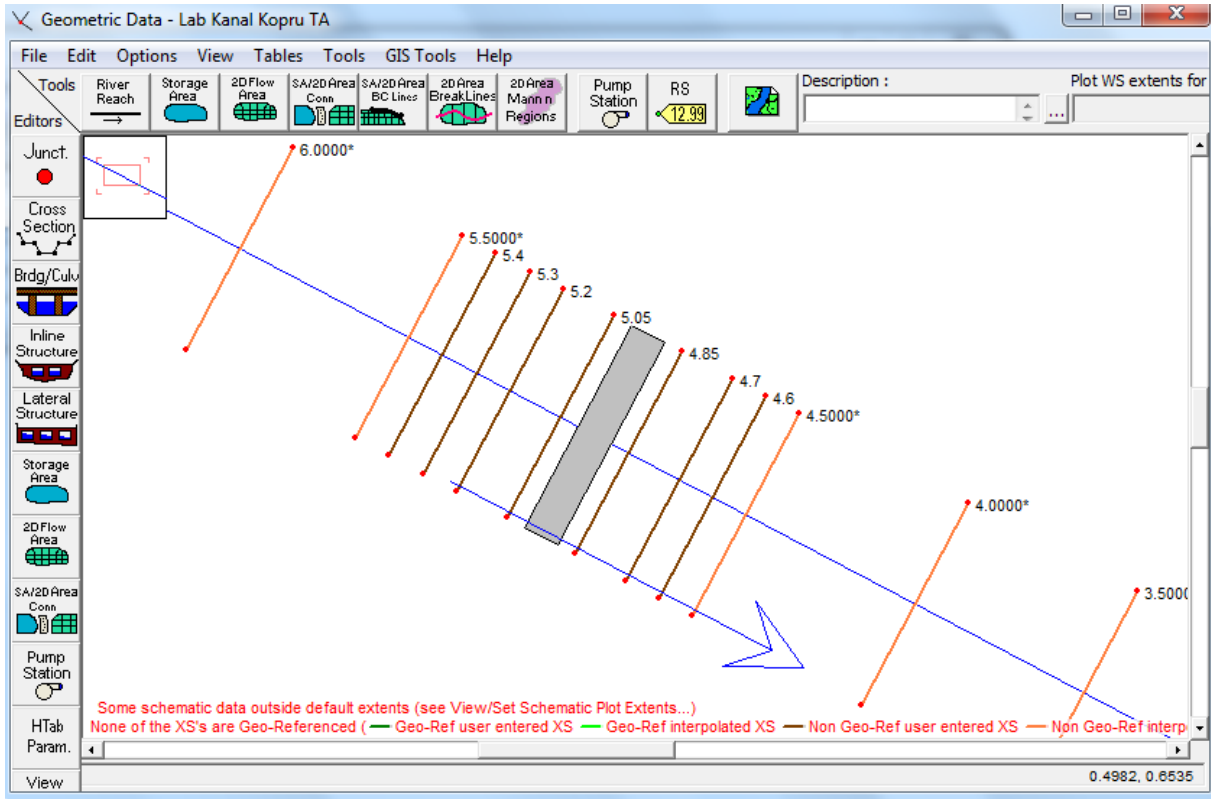 Geometric Data - Lab Kanal Kopru TA
File Edit Options View Tables Tools GIS Tools Help
Tools
Editors
River
Reach
Storage
Area
2D Flow
Area
SA/2D Area
Conn
SA/2D Area
BC Lines
2D Area
BreakLines
2D Area
Mann n
Regions
Pump
Station
RS
12.99
Description :
...
Plot WS extents for
Junct.
Cross
Section
Brdg/Culv
Inline
Structure
Lateral
Structure
Storage
Area
2D Flow
Area
SA/2D Area
Conn
Pump
Station
HTab
Param.
View
6.0000*
5.5000*
5.4
5.3
5.2
5.05
4.85
4.7
4.6
4.5000*
4.0000*
3.5000
Some schematic data outside default extents (see View/Set Schematic Plot Extents...)
None of the XS's are Geo-Referenced ( Geo-Ref user entered XS Geo-Ref interpolated XS Non Geo-Ref user entered XS Non Geo-Ref interp
0.4982, 0.6535